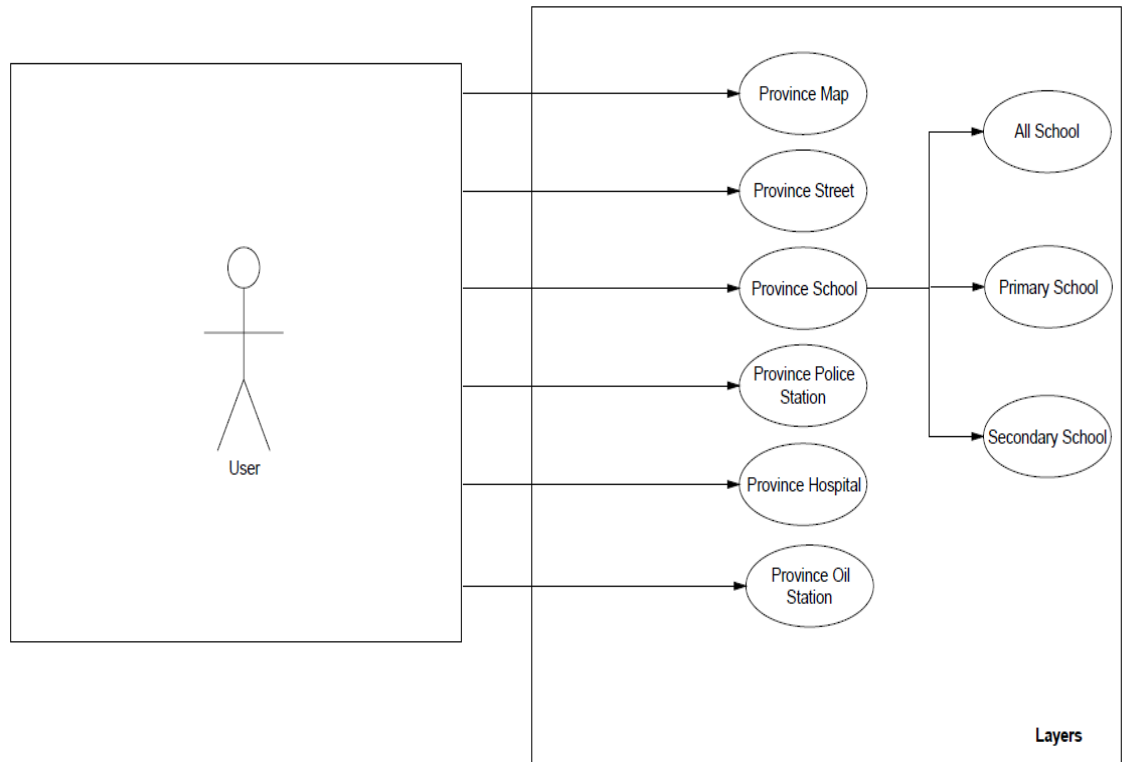 Province Map
All School
Province Street
Province School
Primary School
Province Police
Station
Secondary School
User
Province Hospital
Province Oil
Station
Layers